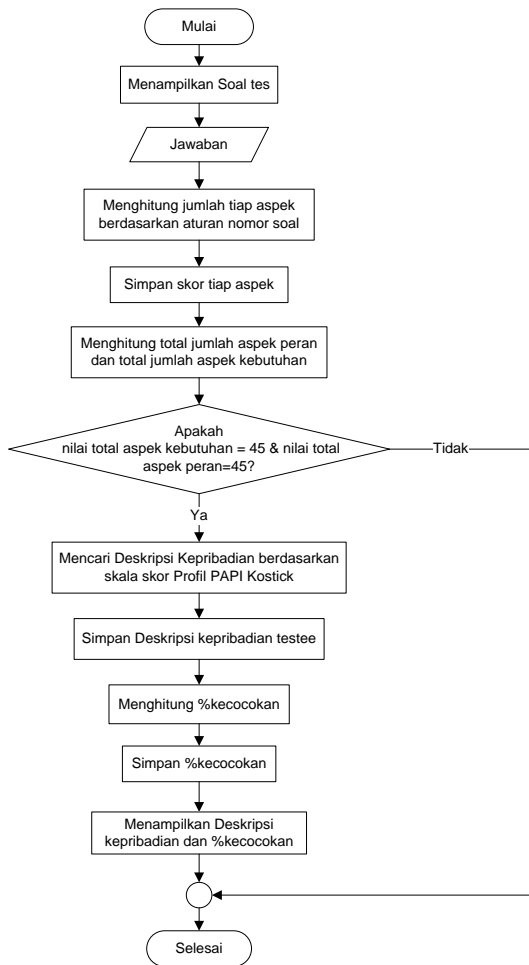 Mulai
Menampilkan Soal tes
Jawaban
Menghitung jumlah tiap aspek
berdasarkan aturan nomor soal
Simpan skor tiap aspek
Menghitung total jumlah aspek peran
dan total jumlah aspek kebutuhan
Apakah
nilai total aspek kebutuhan = 45 & nilai total
aspek peran=45?
Tidak
Ya
Mencari Deskripsi Kepribadian berdasarkan
skala skor Profil PAPI Kostick
Simpan Deskripsi kepribadian testee
Menghitung %kecocokan
Simpan %kecocokan
Menampilkan Deskripsi
kepribadian dan %kecocokan
Selesai